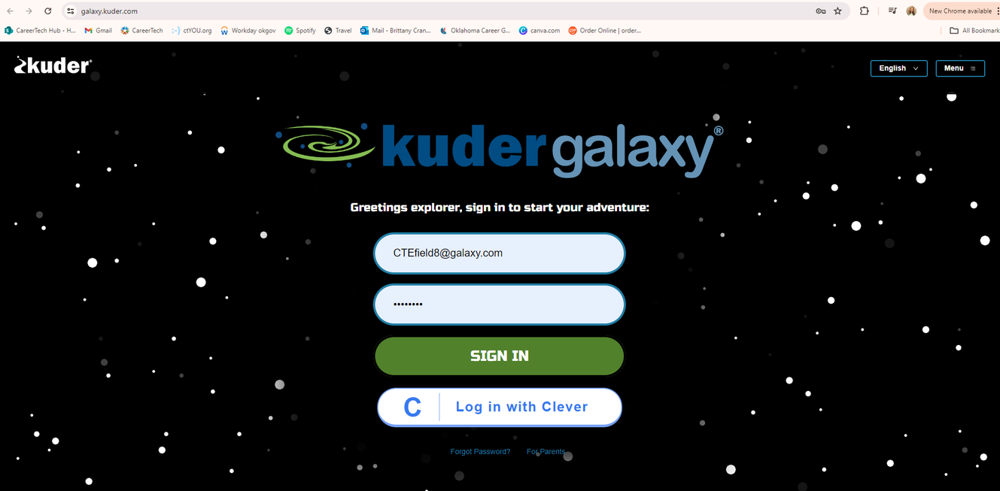 galaxy.kuder.com
New Chrome available
CareerTech Hub - H...
Gmail
CareerTech
:-) ctYOU.org
Workday okgov
Spotify
Travel
Mail - Brittany Cran...
Oklahoma Career G...
canva.com
Order Online | order...
All Bookmark
kuder®
English
Menu
kuder galaxy®
Greetings explorer, sign in to start your adventure:
CTEfield8@galaxy.com
••••••••
SIGN IN
C Log in with Clever
Forgot Password? For Parents